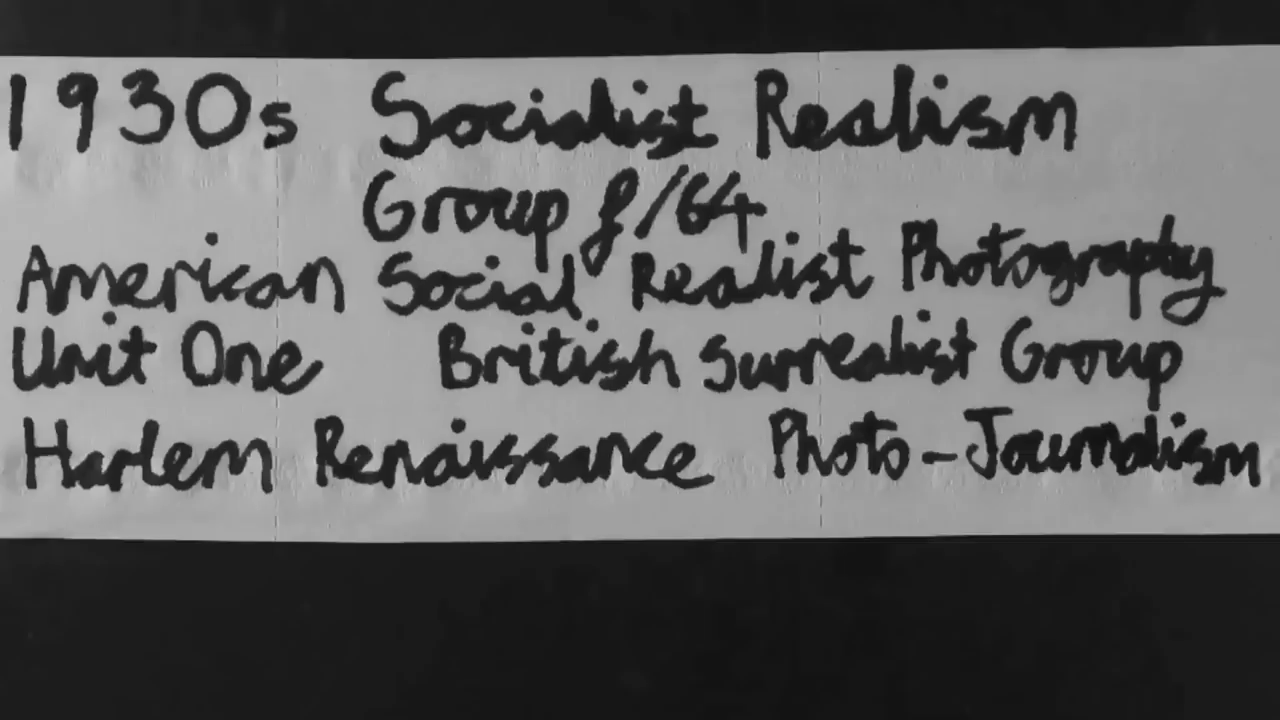 1930s Socialist Realism
Group f/64
American Social Realist Photography
Unit One British Surrealist Group
Harlem Renaissance Photo-Journalism